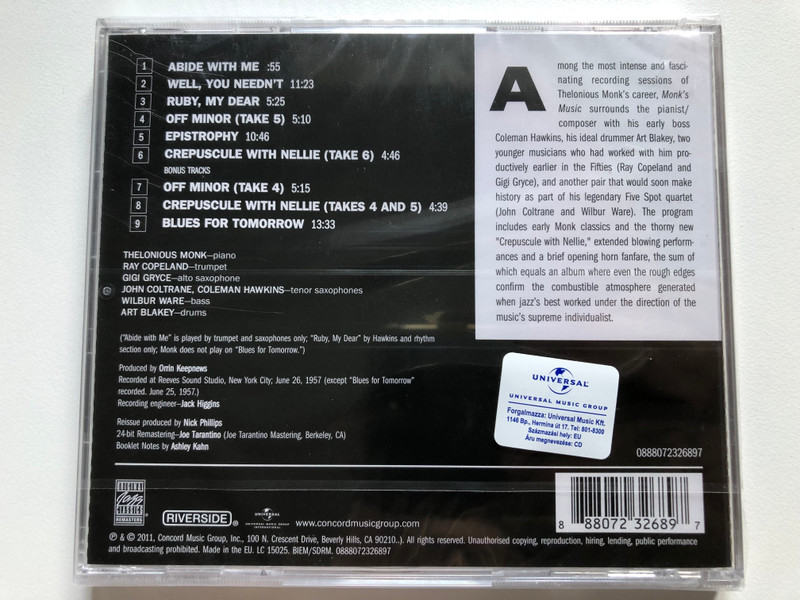 1 ABIDE WITH ME :55
2 WELL, YOU NEEDN'T 11:23
3 RUBY, MY DEAR 5:25
4 OFF MINOR (TAKE 5) 5:10
5 EPISTROPHY 10:46
6 CREPUSCULE WITH NELLIE (TAKE 6) 4:46
BONUS TRACKS
7 OFF MINOR (TAKE 4) 5:15
8 CREPUSCULE WITH NELLIE (TAKES 4 AND 5) 4:39
9 BLUES FOR TOMORROW 13:33
THELONIOUS MONK—piano
RAY COPELAND—trumpet
GIGI GRYCE—alto saxophone
JOHN COLTRANE, COLEMAN HAWKINS—tenor saxophones
WILBUR WARE—bass
ART BLAKEY—drums
("Abide with Me" is played by trumpet and saxophones only; "Ruby, My Dear" by Hawkins and rhythm
section only; Monk does not play on "Blues for Tomorrow.")
Produced by Orrin Keepnews
Recorded at Reeves Sound Studio, New York City; June 26, 1957 (except "Blues for Tomorrow"
recorded. June 25, 1957.)
Recording engineer—Jack Higgins
Reissue produced by Nick Phillips
24-bit Remastering—Joe Tarantino (Joe Tarantino Mastering, Berkeley, CA)
Booklet Notes by Ashley Kahn
Among the most intense and fasci-
nating recording sessions of
Thelonious Monk's career, Monk's
Music surrounds the pianist/
composer with his early boss
Coleman Hawkins, his ideal drummer Art Blakey, two
younger musicians who had worked with him pro-
ductively earlier in the Fifties (Ray Copeland and
Gigi Gryce), and another pair that would soon make
history as part of his legendary Five Spot quartet
(John Coltrane and Wilbur Ware). The program
includes early Monk classics and the thorny new
"Crepuscule with Nellie," extended blowing perform-
ances and a brief opening horn fanfare, the sum of
which equals an album where even the rough edges
confirm the combustible atmosphere generated
when jazz's best worked under the direction of the
music's supreme individualist.
UNIVERSAL
UNIVERSAL MUSIC GROUP
Forgalmazza: Universal Music Kft.
1146 Bp., Hermina út 17. Tel: 801-8300
Származási hely: EU
Áru megnevezése: CD
0888072326897
8 88072 32689 7
ORIGINAL
Jazz
CLASSICS
REMASTERS
RIVERSIDE
UNIVERSAL
UNIVERSAL MUSIC GROUP
INTERNATIONAL
www.concordmusicgroup.com
℗ & © 2011, Concord Music Group, Inc., 100 N. Crescent Drive, Beverly Hills, CA 90210..). All rights reserved. Unauthorised copying, reproduction, hiring, lending, public performance
and broadcasting prohibited. Made in the EU. LC 15025. BIEM/SDRM. 0888072326897